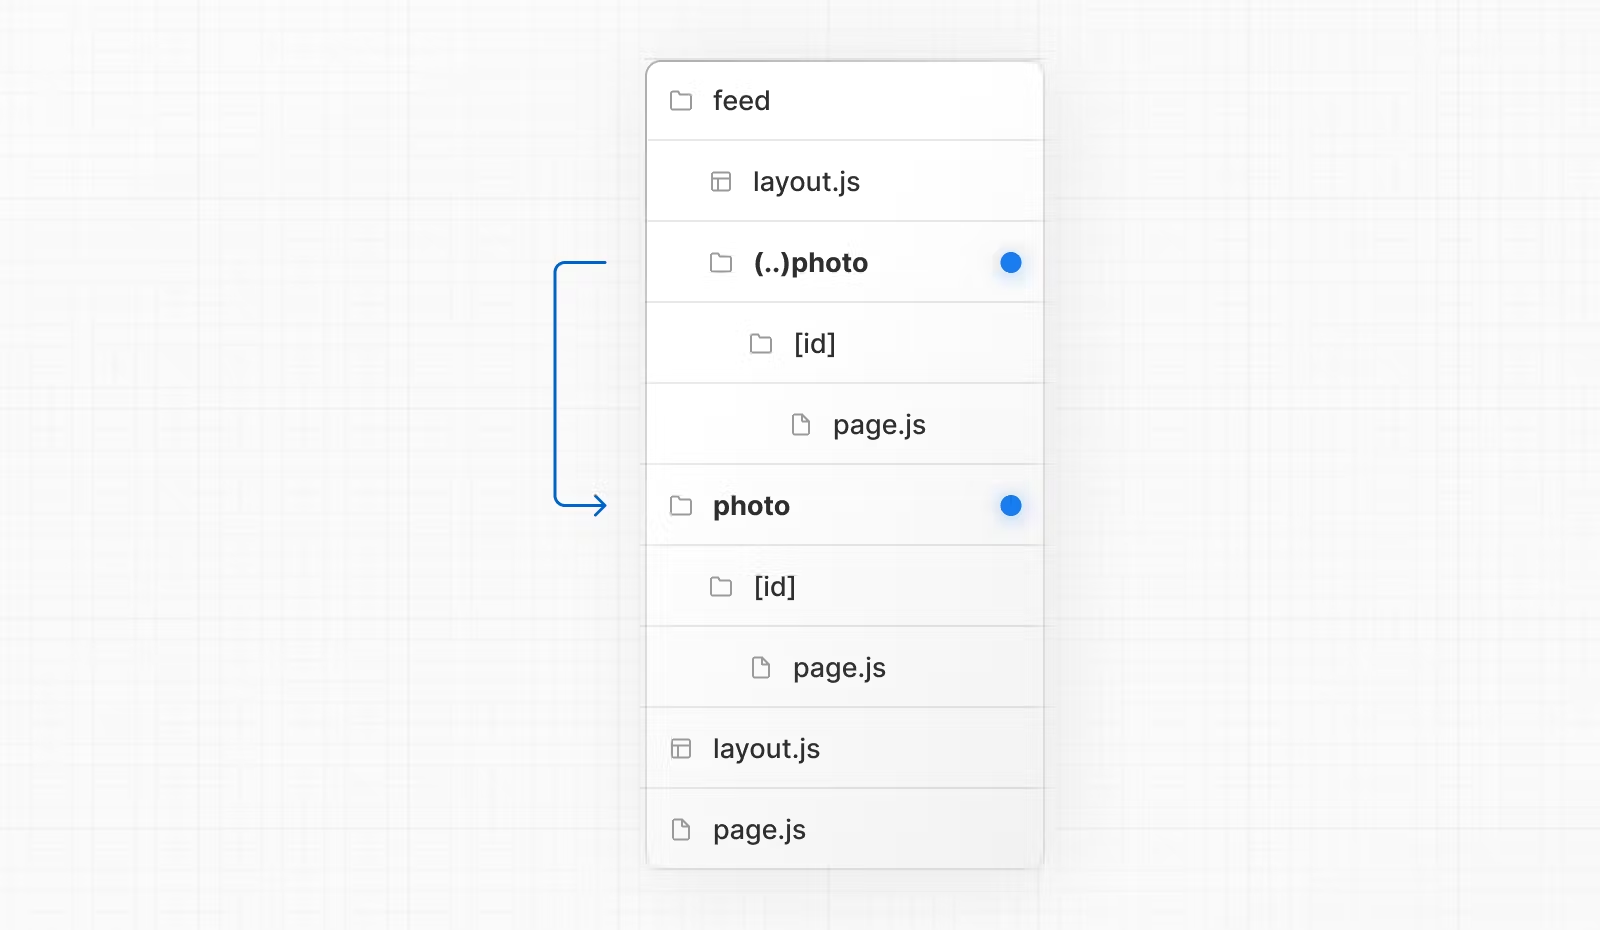 feed
layout.js
(..)photo
[id]
page.js
photo
[id]
page.js
layout.js
page.js